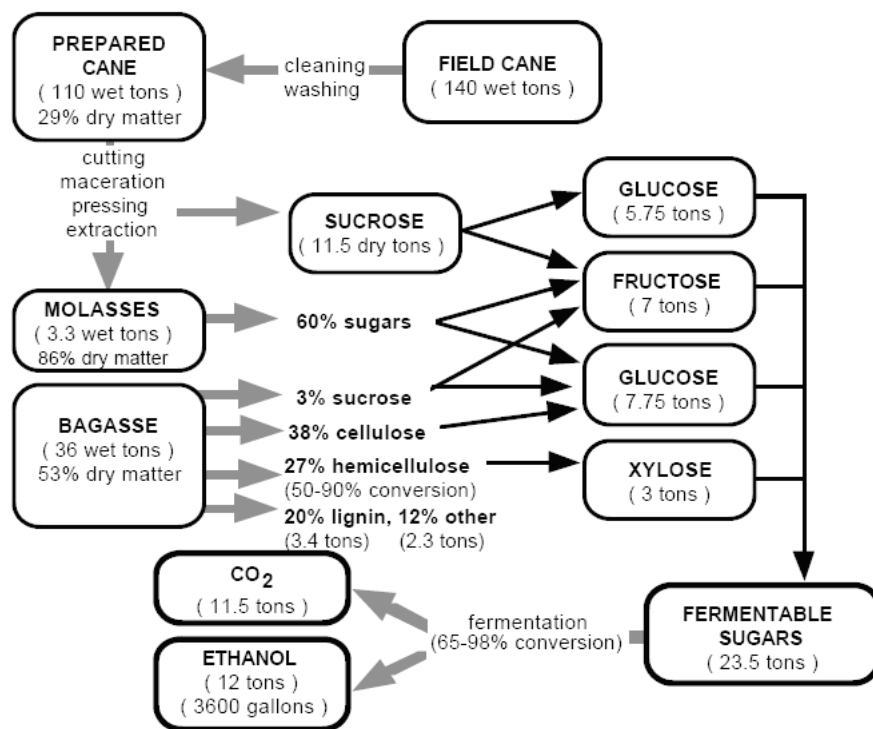 PREPARED
CANE
( 110 wet tons )
29% dry matter
cleaning
washing
FIELD CANE
( 140 wet tons )
cutting
maceration
pressing
extraction
SUCROSE
( 11.5 dry tons )
GLUCOSE
( 5.75 tons )
FRUCTOSE
( 7 tons )
MOLASSES
( 3.3 wet tons )
86% dry matter
60% sugars
GLUCOSE
( 7.75 tons )
BAGASSE
( 36 wet tons )
53% dry matter
3% sucrose
38% cellulose
27% hemicellulose
(50-90% conversion)
20% lignin, 12% other
(3.4 tons) (2.3 tons)
XYLOSE
( 3 tons )
CO2
( 11.5 tons )
fermentation
(65-98% conversion)
FERMENTABLE
SUGARS
( 23.5 tons )
ETHANOL
( 12 tons )
( 3600 gallons )